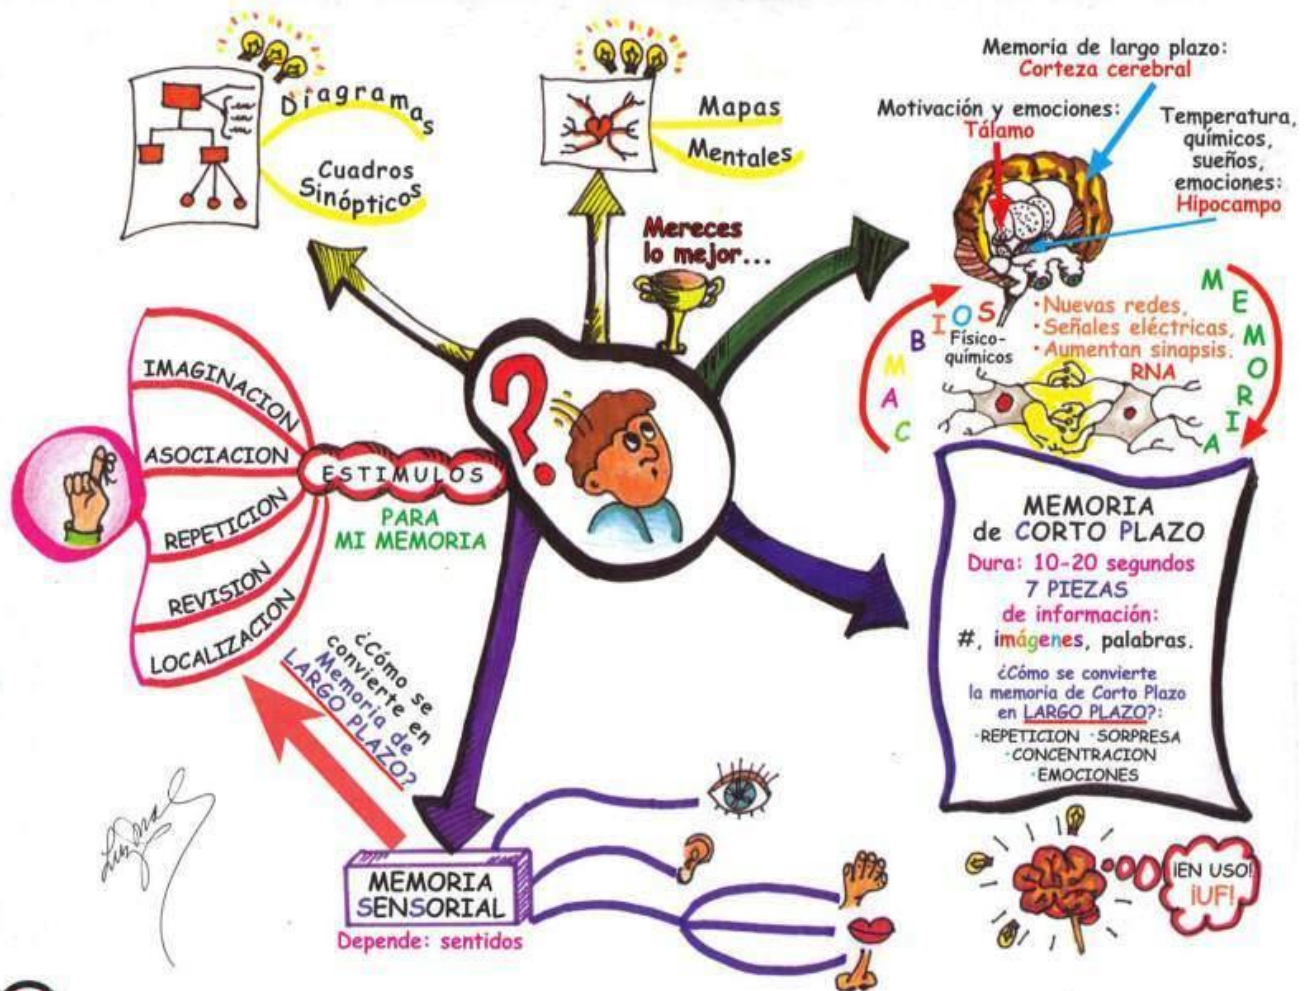 Diagramas
Cuadros
Sinópticos
Mapas
Mentales
Mereces
lo mejor...
Memoria de largo plazo:
Corteza cerebral
Motivación y emociones:
Tálamo
Temperatura,
químicos,
sueños,
emociones:
Hipocampo
CAMBIOS
Físico-
químicos
•Nuevas redes,
•Señales eléctricas,
•Aumentan sinapsis.
RNA
MEMORIA
?
IMAGINACION
ASOCIACION
REPETICION
REVISION
LOCALIZACION
ESTIMULOS
PARA
MI MEMORIA
MEMORIA
de CORTO PLAZO
Dura: 10-20 segundos
7 PIEZAS
de información:
#, imágenes, palabras.
¿Cómo se convierte
la memoria de Corto Plazo
en LARGO PLAZO?:
·REPETICION ·SORPRESA
·CONCENTRACION
·EMOCIONES
¿Cómo se
convierte en
Memoria de
LARGO PLAZO?
MEMORIA
SENSORIAL
Depende: sentidos
¡EN USO!
¡UF!